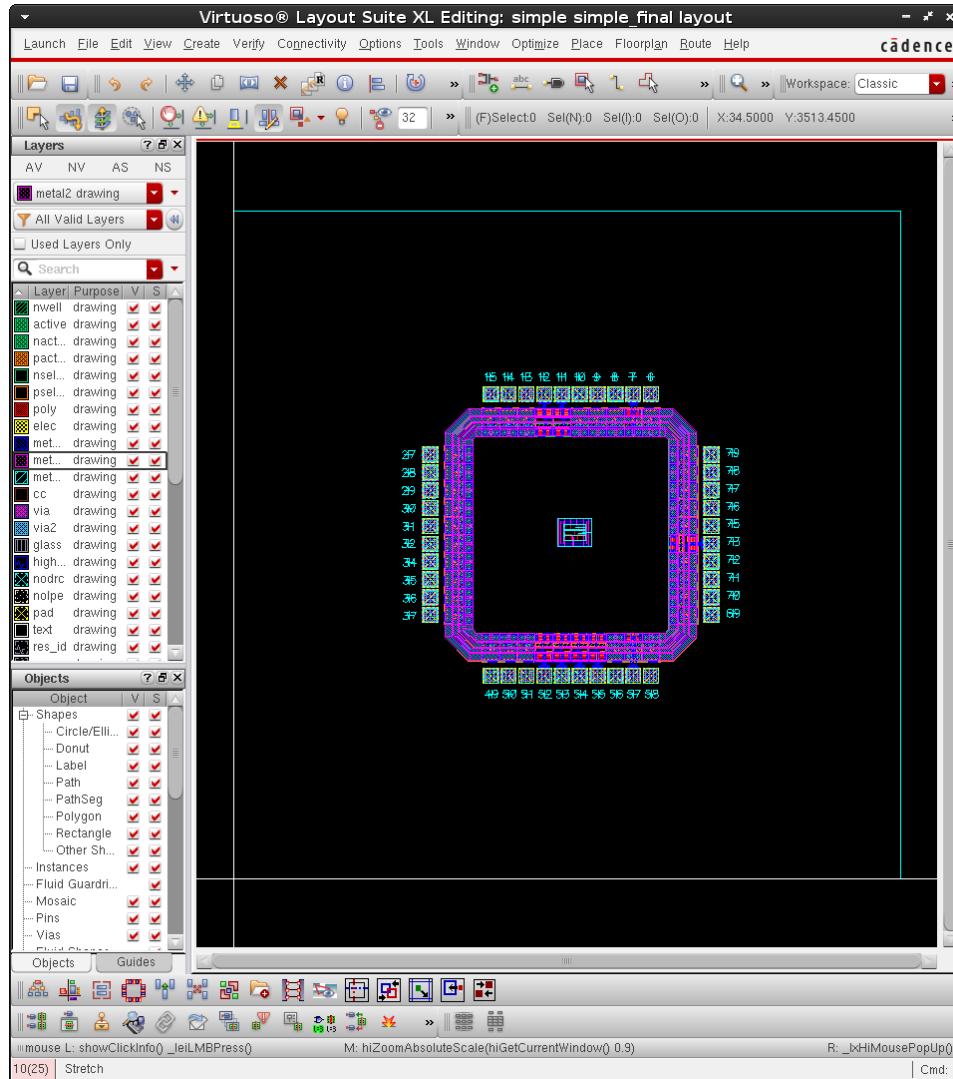 Virtuoso® Layout Suite XL Editing: simple simple_final layout
Launch File Edit View Create Verify Connectivity Options Tools Window Optimize Place Floorplan Route Help
cādence
» abc » » Workspace: Classic
32 » (F)Select:0 Sel(N):0 Sel(I):0 Sel(O):0 X:34.5000 Y:3513.4500
Layers
AV NV AS NS
metal2 drawing
All Valid Layers
Used Layers Only
Search
Layer Purpose V S
nwell drawing
active drawing
nact... drawing
pact... drawing
nsel... drawing
psel... drawing
poly drawing
elec drawing
met... drawing
met... drawing
met... drawing
cc drawing
via drawing
via2 drawing
glass drawing
high... drawing
nodrc drawing
nolpe drawing
pad drawing
text drawing
res_id drawing
Objects
Object V S
Shapes
Circle/Elli...
Donut
Label
Path
PathSeg
Polygon
Rectangle
Other Sh...
Instances
Fluid Guardri...
Mosaic
Pins
Vias
Objects Guides
mouse L: showClickInfo() _leiLMBPress() M: hiZoomAbsoluteScale(hiGetCurrentWindow() 0.9) R: _lxHiMousePopUp()
10(25) Stretch Cmd: